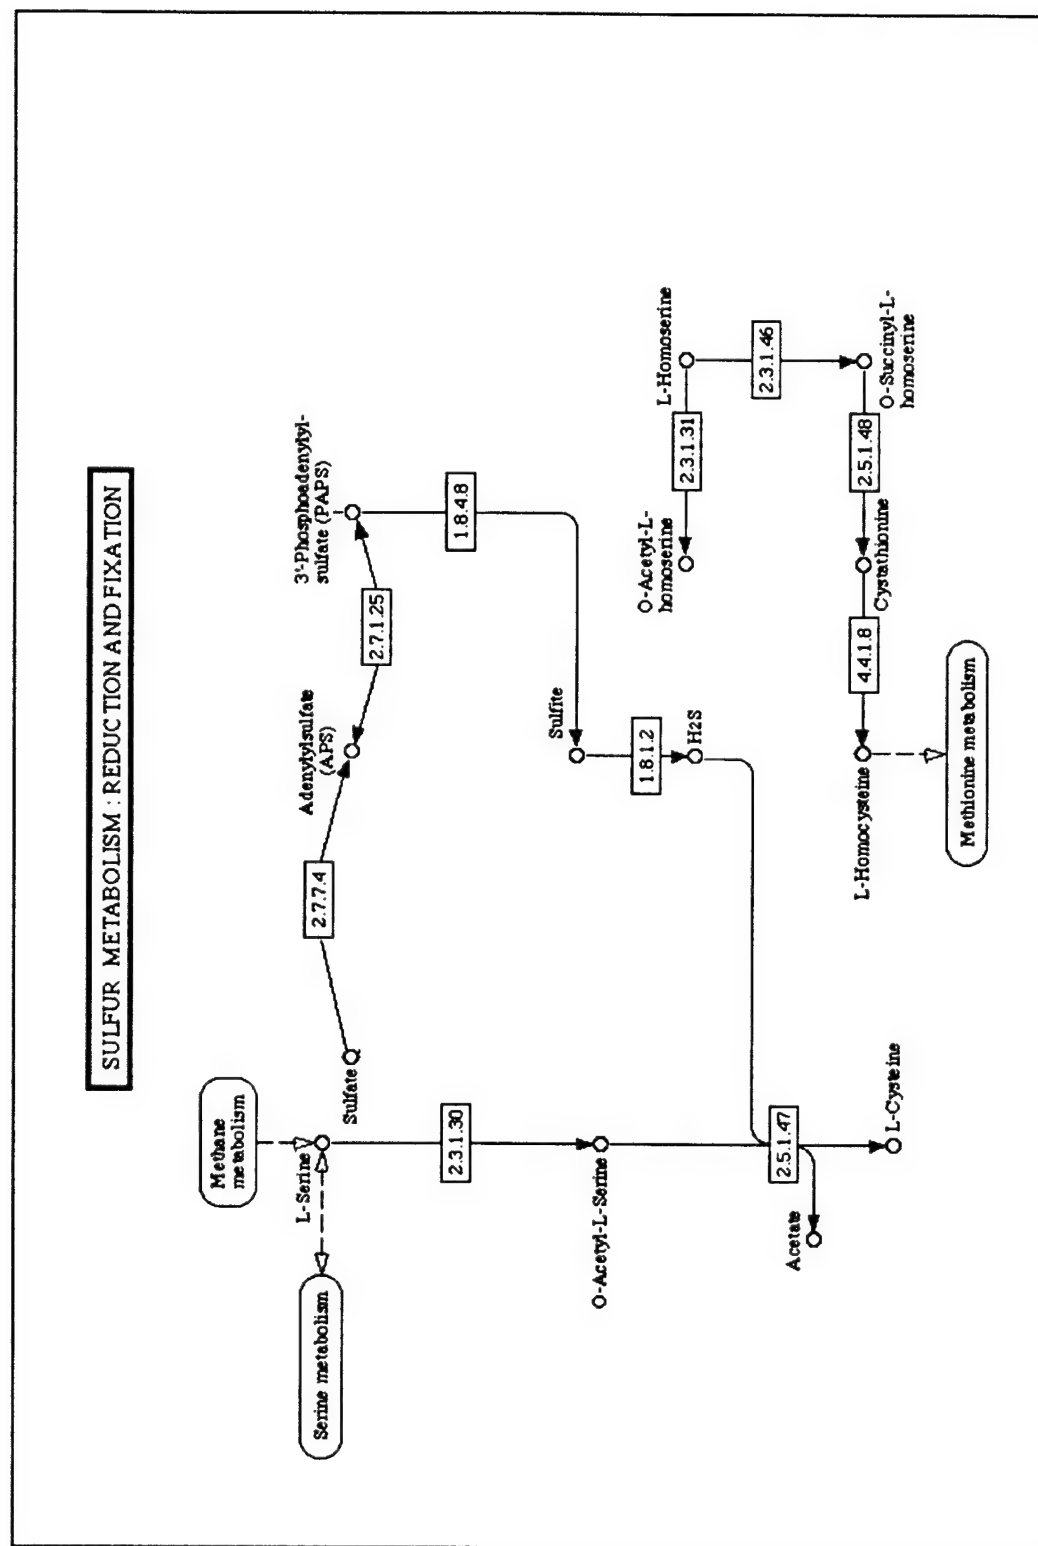 SULFUR METABOLISM : REDUCTION AND FIXATION
Methane
metabolism
L-Serine
Serine metabolism
Sulfate
2.7.7.4
Adenylylsulfate
(APS)
2.7.1.25
3'-Phosphoadenylyl-
sulfate (PAPS)
1.8.4.8
2.3.1.30
Sulfite
1.8.1.2
H2S
O-Acetyl-L-Serine
2.5.1.47
Acetate
L-Cysteine
L-Homoserine
2.3.1.31
O-Acetyl-L-
homoserine
2.3.1.46
O-Succinyl-L-
homoserine
2.5.1.48
Cystathionine
4.4.1.8
L-Homocysteine
Methionine metabolism